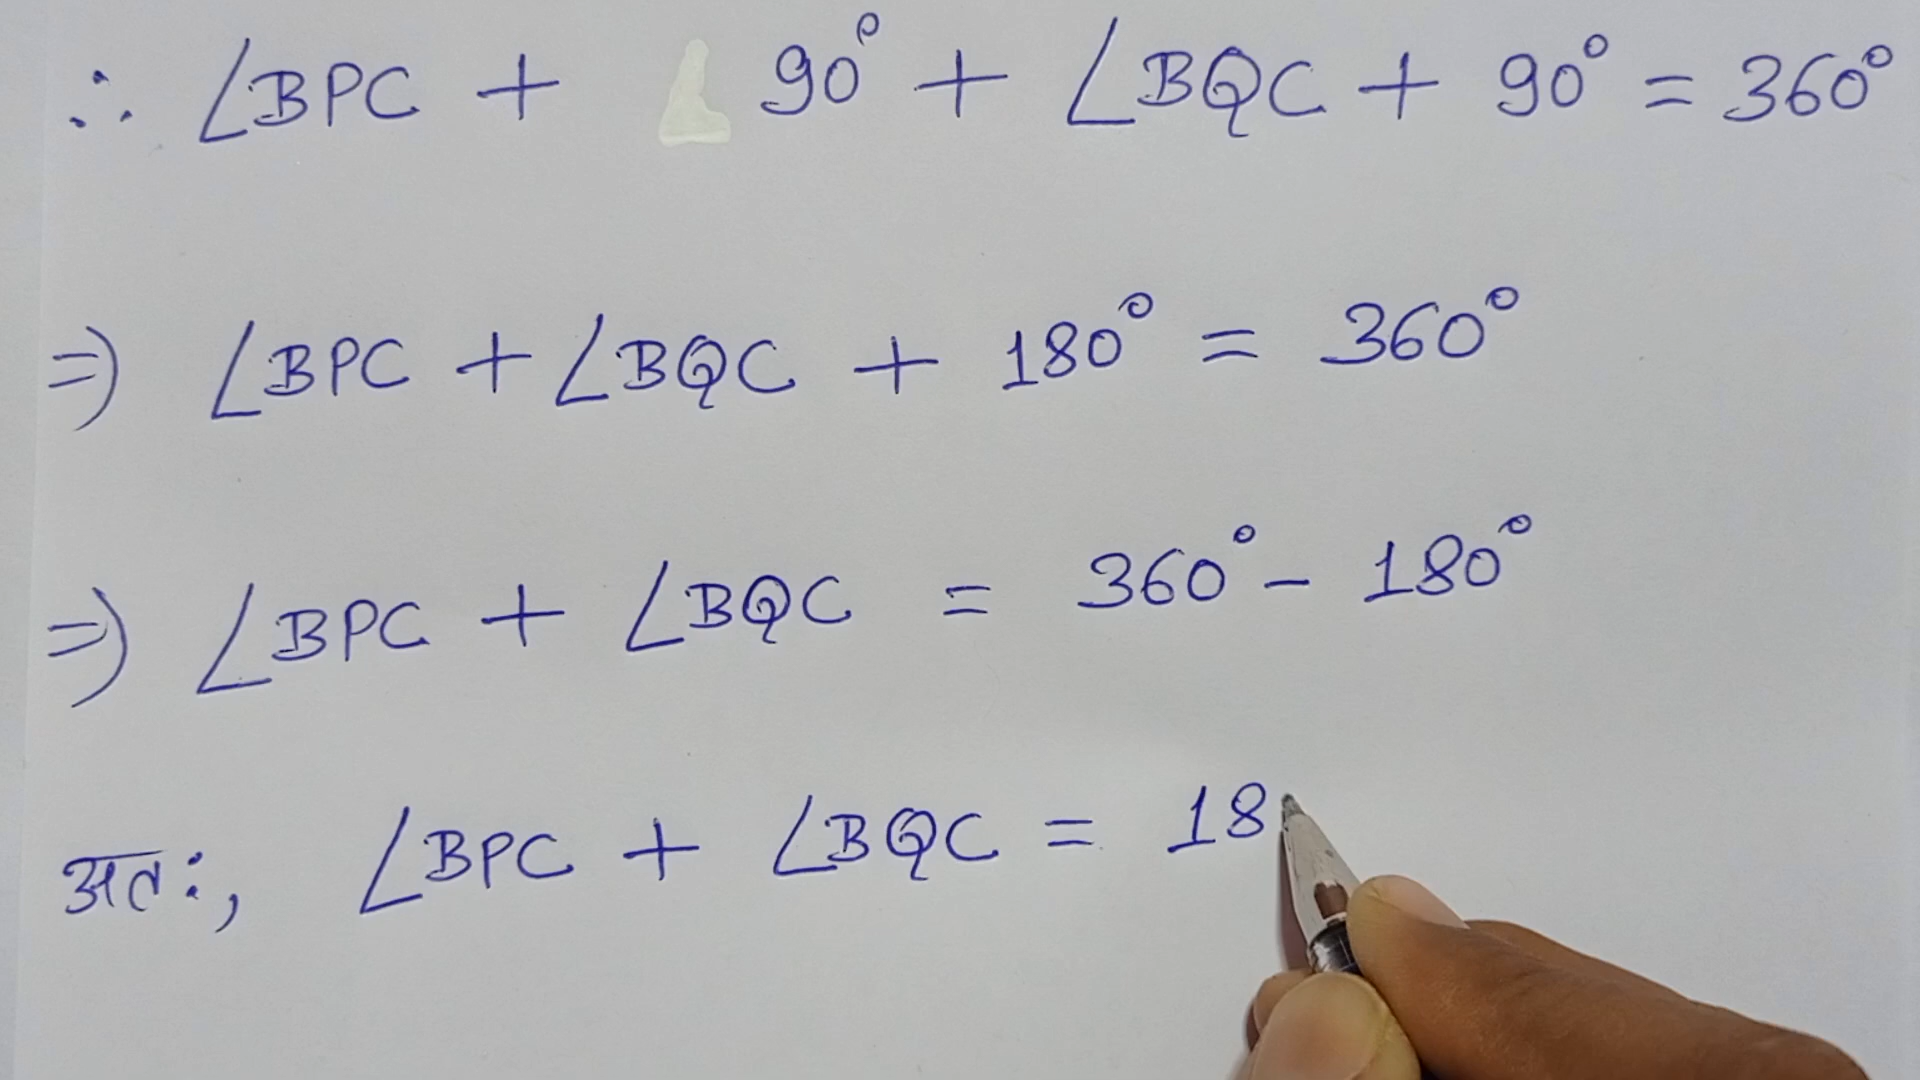 ∴ ∠BPC + 90° + ∠BQC + 90° = 360°
⇒ ∠BPC + ∠BQC + 180° = 360°
⇒ ∠BPC + ∠BQC = 360° - 180°
अतः, ∠BPC + ∠BQC = 18